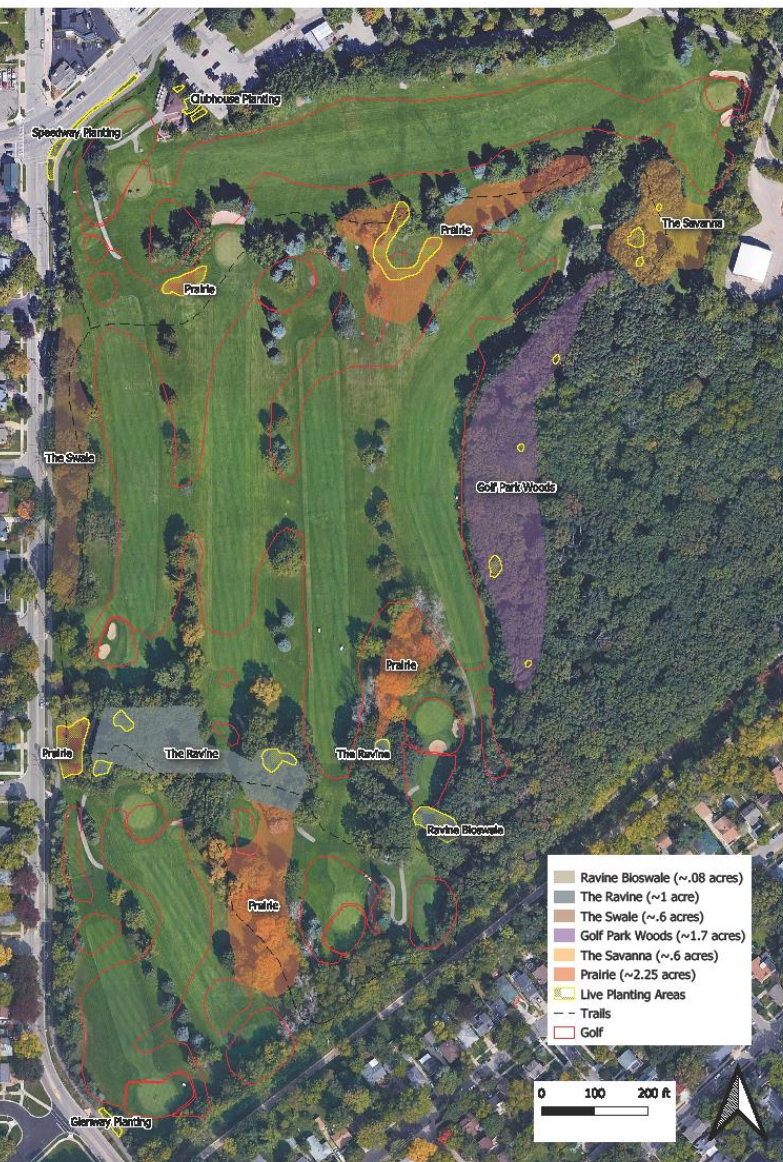 Clubhouse Planting
Speedway Planting
The Savanna
Prairie
Prairie
The Swale
Golf Park Woods
Prairie
Prairie
The Ravine
The Ravine
Ravine Bioswale
Prairie
Glenway Planting
Ravine Bioswale (~.08 acres)
The Ravine (~1 acre)
The Swale (~.6 acres)
Golf Park Woods (~1.7 acres)
The Savanna (~.6 acres)
Prairie (~2.25 acres)
Live Planting Areas
Trails
Golf
0 100 200 ft